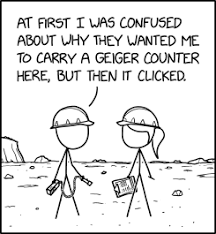 AT FIRST I WAS CONFUSED
ABOUT WHY THEY WANTED ME
TO CARRY A GEIGER COUNTER
HERE, BUT THEN IT CLICKED.